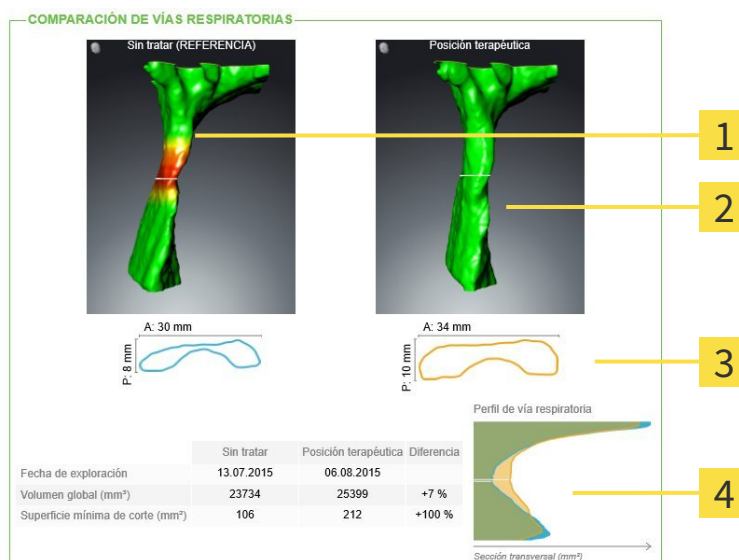 COMPARACIÓN DE VÍAS RESPIRATORIAS
Sin tratar (REFERENCIA)
Posición terapéutica
1
2
A: 30 mm
P: 8 mm
A: 34 mm
P: 10 mm
3
Perfil de vía respiratoria
Sin tratar Posición terapéutica Diferencia
Fecha de exploración 13.07.2015 06.08.2015
Volumen global (mm³) 23734 25399 +7 %
Superficie mínima de corte (mm²) 106 212 +100 %
4
Sección transversal (mm²)